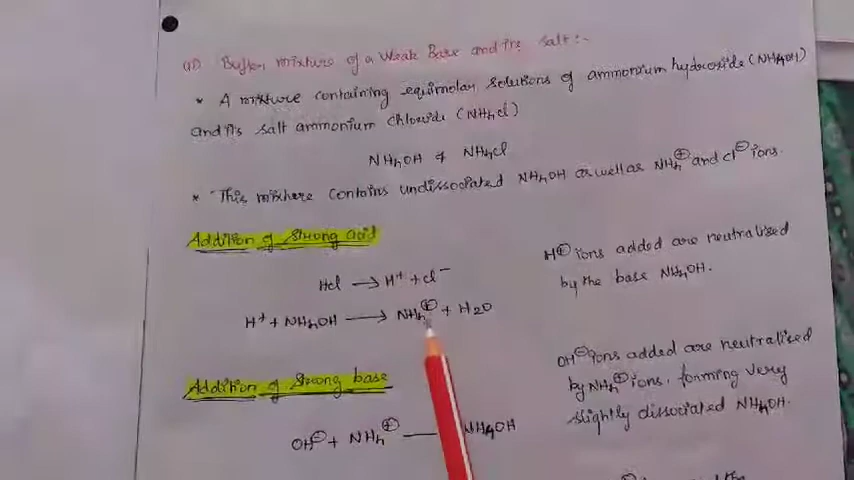 (ii) Buffer mixture of a Weak Base and its salt:-
* A mixture containing equimolar solutions of ammonium hydroxide (NH4OH)
and its salt ammonium chloride (NH4Cl)
NH4OH & NH4Cl
* This mixture contains undissociated NH4OH as well as NH4⊕ and Cl⊖ ions.
Addition of Strong acid
HCl → H+ + Cl−
H+ + NH4OH → NH4⊕ + H2O
H⊕ ions added are neutralised
by the base NH4OH.
Addition of Strong base
OH⊖ + NH4⊕ — NH4OH
OH⊖ ions added are neutralized
by NH4⊕ ions. forming very
slightly dissociated NH4OH.